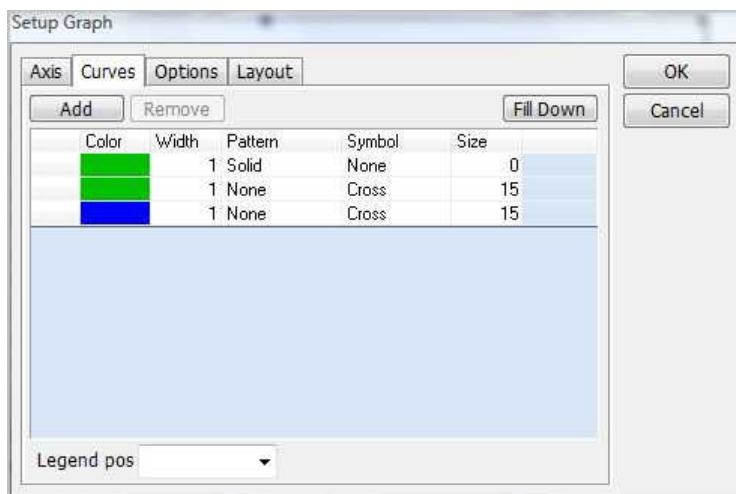 Setup Graph
Axis Curves Options Layout
OK
Add Remove Fill Down
Cancel
Color Width Pattern Symbol Size
1 Solid None 0
1 None Cross 15
1 None Cross 15
Legend pos